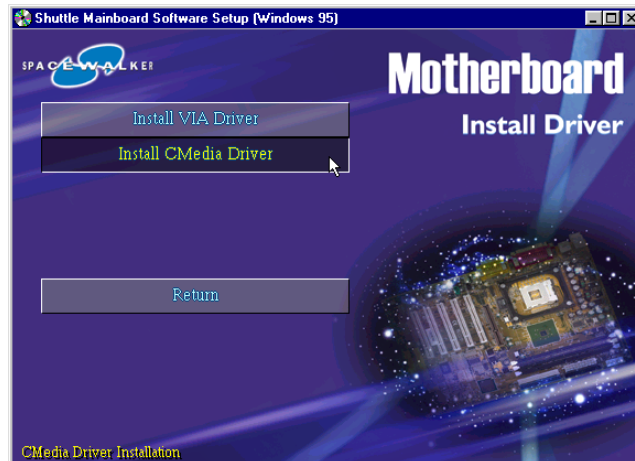 Shuttle Mainboard Software Setup (Windows 95)
SPACEWALKER
Motherboard
Install Driver
Install VIA Driver
Install CMedia Driver
Return
CMedia Driver Installation